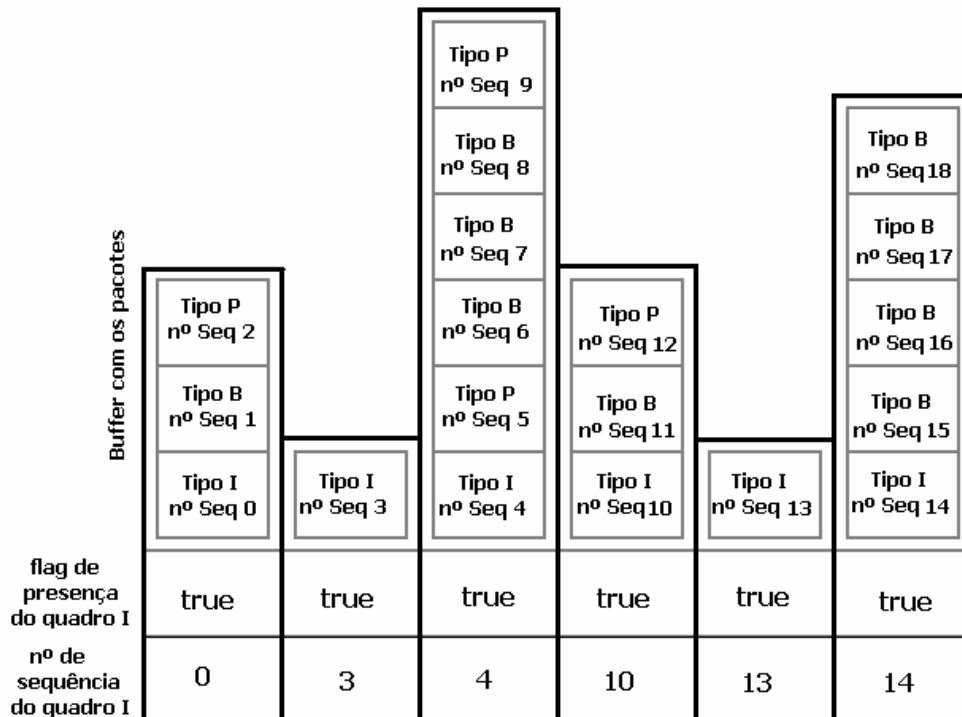 Buffer com os pacotes
Tipo P
nº Seq 2
Tipo B
nº Seq 1
Tipo I
nº Seq 0
Tipo I
nº Seq 3
Tipo P
nº Seq 9
Tipo B
nº Seq 8
Tipo B
nº Seq 7
Tipo B
nº Seq 6
Tipo P
nº Seq 5
Tipo I
nº Seq 4
Tipo P
nº Seq 12
Tipo B
nº Seq 11
Tipo I
nº Seq 10
Tipo I
nº Seq 13
Tipo B
nº Seq 18
Tipo B
nº Seq 17
Tipo B
nº Seq 16
Tipo B
nº Seq 15
Tipo I
nº Seq 14
flag de
presença
do quadro I
true
true
true
true
true
true
nº de
sequência
do quadro I
0
3
4
10
13
14